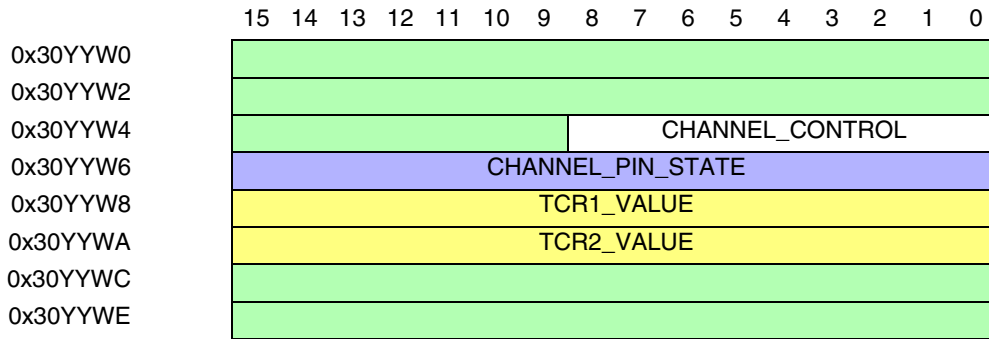 15 14 13 12 11 10 9 8 7 6 5 4 3 2 1 0
0x30YYW0
0x30YYW2
0x30YYW4 CHANNEL_CONTROL
0x30YYW6 CHANNEL_PIN_STATE
0x30YYW8 TCR1_VALUE
0x30YYWA TCR2_VALUE
0x30YYWC
0x30YYWE